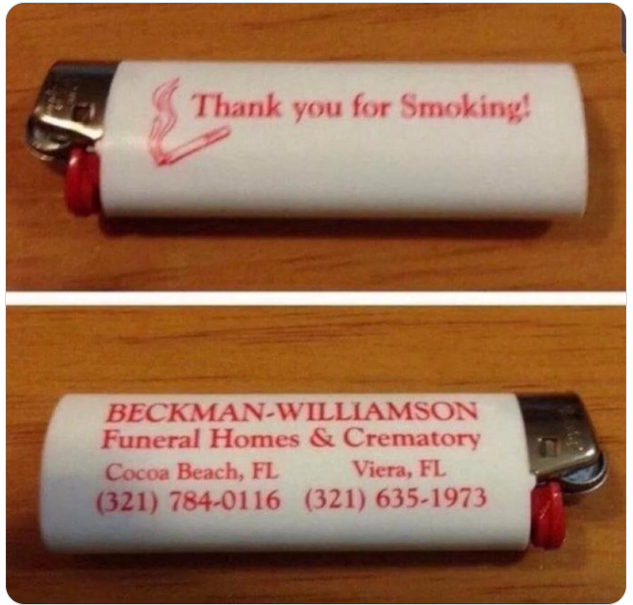 Thank you for Smoking!
BECKMAN-WILLIAMSON
Funeral Homes & Crematory
Cocoa Beach, FL Viera, FL
(321) 784-0116 (321) 635-1973